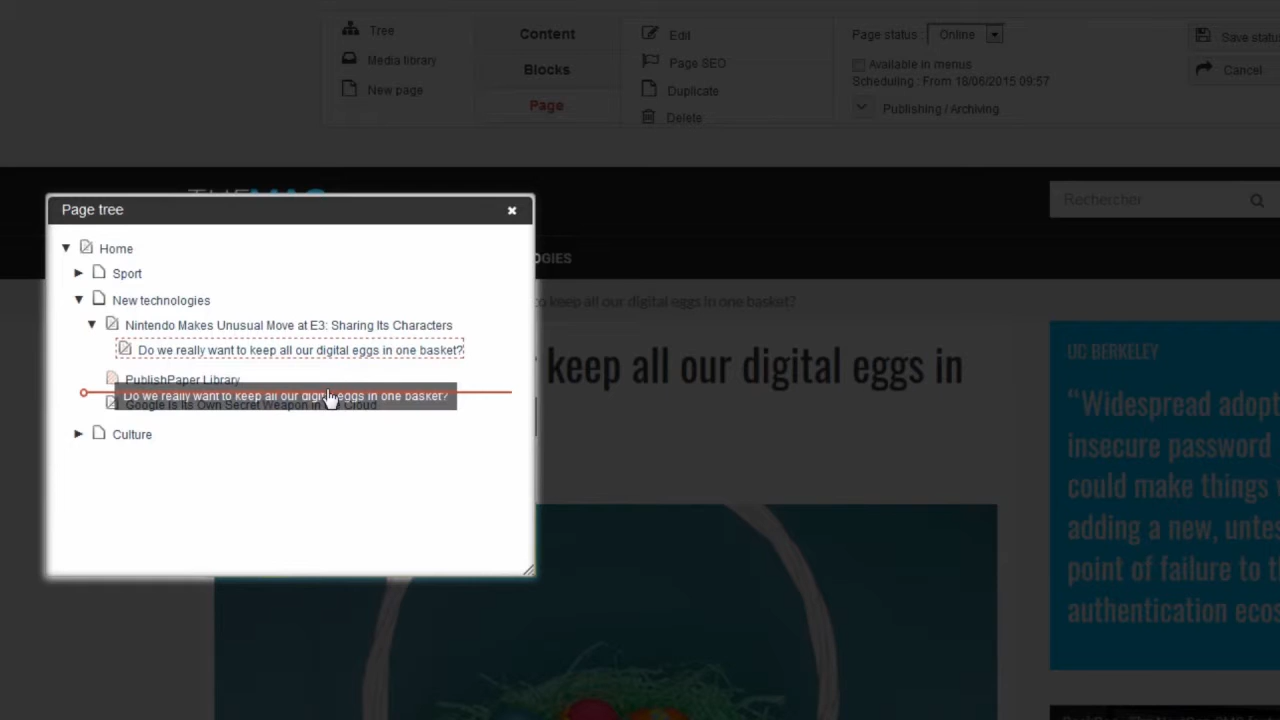 Tree
Media library
New page
Content
Blocks
Page
Edit
Page SEO
Duplicate
Delete
Page status : Online
Available in menus
Scheduling : From 18/06/2015 09:57
Publishing / Archiving
Save status
Cancel
THEMAG
Rechercher
OGIES
Page tree
Home
Sport
New technologies
Nintendo Makes Unusual Move at E3: Sharing Its Characters
Do we really want to keep all our digital eggs in one basket?
PublishPaper Library
Do we really want to keep all our digital eggs in one basket?
Google Is Its Own Secret Weapon in Cloud
Culture
to keep all our digital eggs in one basket?
keep all our digital eggs in
UC BERKELEY
“Widespread adopt
insecure password
could make things
adding a new, untes
point of failure to t
authentication ecos